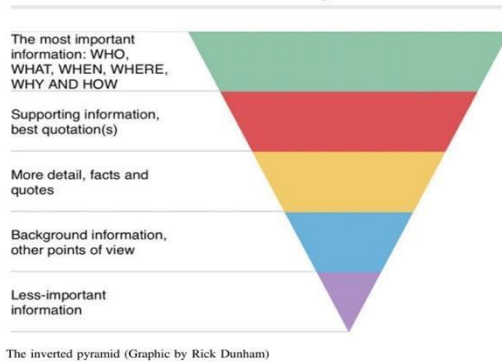 The most important
information: WHO,
WHAT, WHEN, WHERE,
WHY AND HOW
Supporting information,
best quotation(s)
More detail, facts and
quotes
Background information,
other points of view
Less-important
information
The inverted pyramid (Graphic by Rick Dunham)